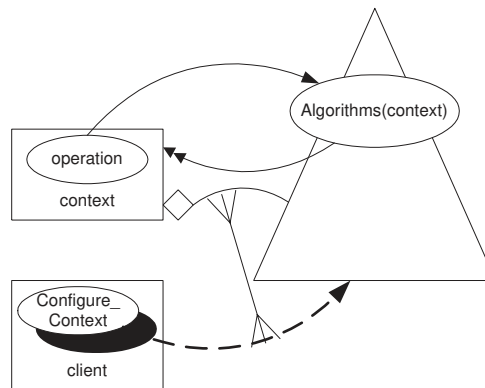 Algorithms(context)
operation
context
Configure_
Context
client